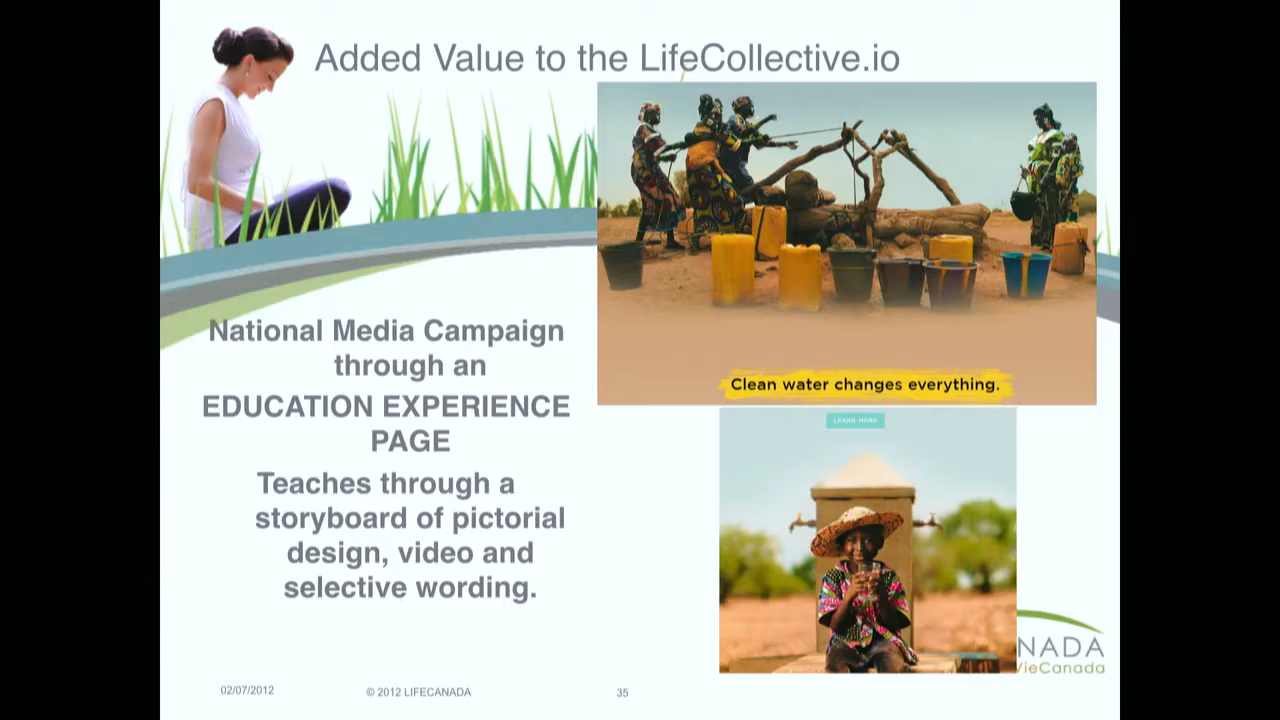 Added Value to the LifeCollective.io
National Media Campaign
through an
EDUCATION EXPERIENCE
PAGE
Teaches through a
storyboard of pictorial
design, video and
selective wording.
Clean water changes everything.
LEARN MORE
NADA
VieCanada
02/07/2012
© 2012 LIFECANADA
35